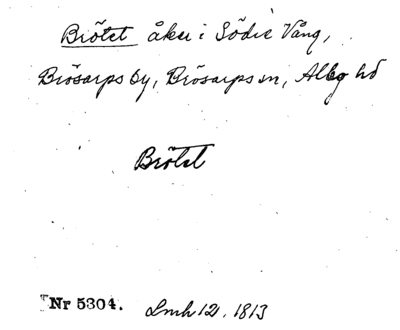 Brötet åker i Södre Vång,
Brösarps by, Brösarps sn, Albo hd
Brötet
Nr 5304. Lmh 12, 1813